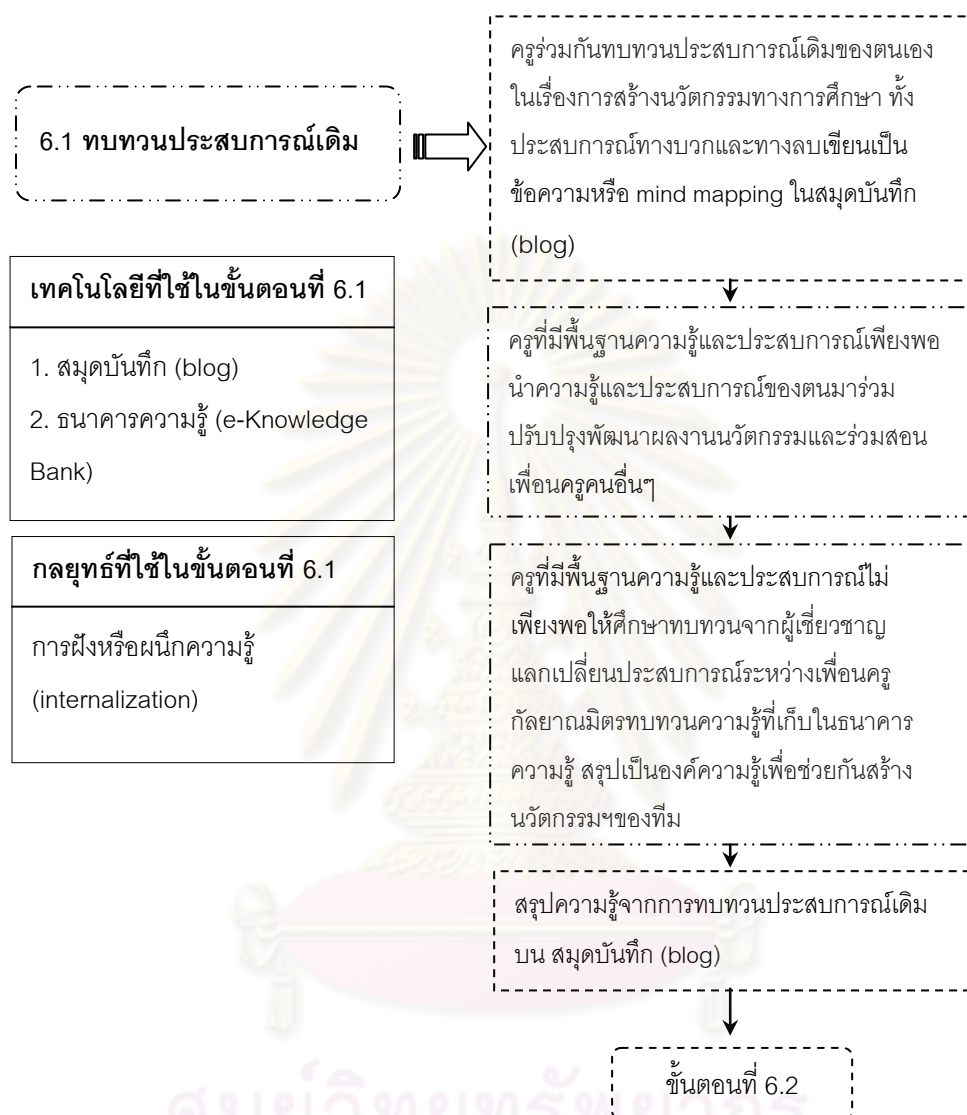 6.1 ทบทวนประสบการณ์เดิม
ครูร่วมกันทบทวนประสบการณ์เดิมของตนเอง
ในเรื่องการสร้างนวัตกรรมทางการศึกษา ทั้ง
ประสบการณ์ทางบวกและทางลบเขียนเป็น
ข้อความหรือ mind mapping ในสมุดบันทึก
(blog)
เทคโนโลยีที่ใช้ในขั้นตอนที่ 6.1
1. สมุดบันทึก (blog)
2. ธนาคารความรู้ (e-Knowledge
Bank)
กลยุทธ์ที่ใช้ในขั้นตอนที่ 6.1
การฝังหรือผนึกความรู้
(internalization)
ครูที่มีพื้นฐานความรู้และประสบการณ์เพียงพอ
นำความรู้และประสบการณ์ของตนมาร่วม
ปรับปรุงพัฒนาผลงานนวัตกรรมและร่วมสอน
เพื่อนครูคนอื่นๆ
ครูที่มีพื้นฐานความรู้และประสบการณ์ไม่
เพียงพอให้ศึกษาทบทวนจากผู้เชี่ยวชาญ
แลกเปลี่ยนประสบการณ์ระหว่างเพื่อนครู
กัลยาณมิตรทบทวนความรู้ที่เก็บในธนาคาร
ความรู้ สรุปเป็นองค์ความรู้เพื่อช่วยกันสร้าง
นวัตกรรมฯของทีม
สรุปความรู้จากการทบทวนประสบการณ์เดิม
บน สมุดบันทึก (blog)
ขั้นตอนที่ 6.2
ศูนย์วิทยทรัพยากร